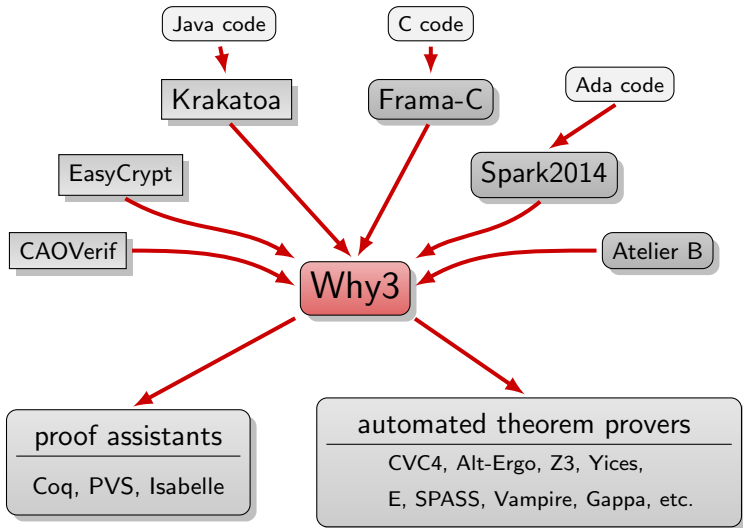 Java code
C code
Ada code
Krakatoa
Frama-C
EasyCrypt
Spark2014
CAOVerif
Atelier B
Why3
proof assistants
Coq, PVS, Isabelle
automated theorem provers
CVC4, Alt-Ergo, Z3, Yices,
E, SPASS, Vampire, Gappa, etc.